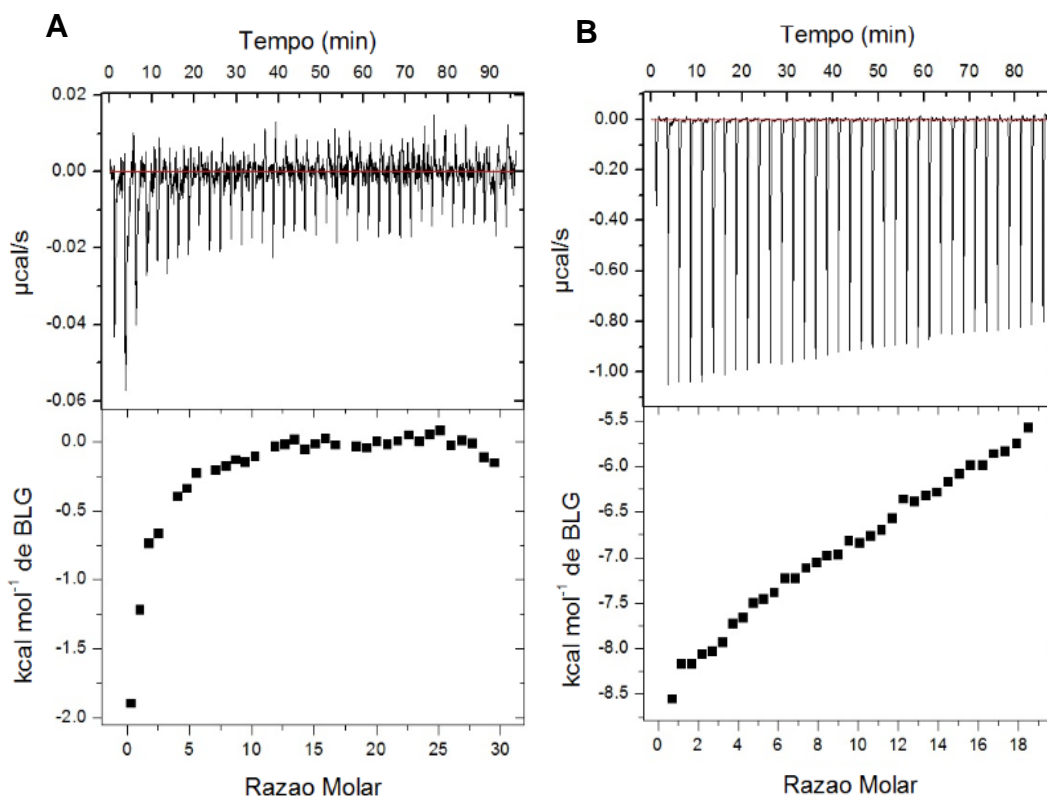 A
Tempo (min)
0 10 20 30 40 50 60 70 80 90
0.02
0.00
-0.02
-0.04
-0.06
µcal/s
0.0
-0.5
-1.0
-1.5
-2.0
kcal mol⁻¹ de BLG
0 5 10 15 20 25 30
Razao Molar
B
Tempo (min)
0 10 20 30 40 50 60 70 80
0.00
-0.20
-0.40
-0.60
-0.80
-1.00
µcal/s
-5.5
-6.0
-6.5
-7.0
-7.5
-8.0
-8.5
kcal mol⁻¹ de BLG
0 2 4 6 8 10 12 14 16 18
Razao Molar